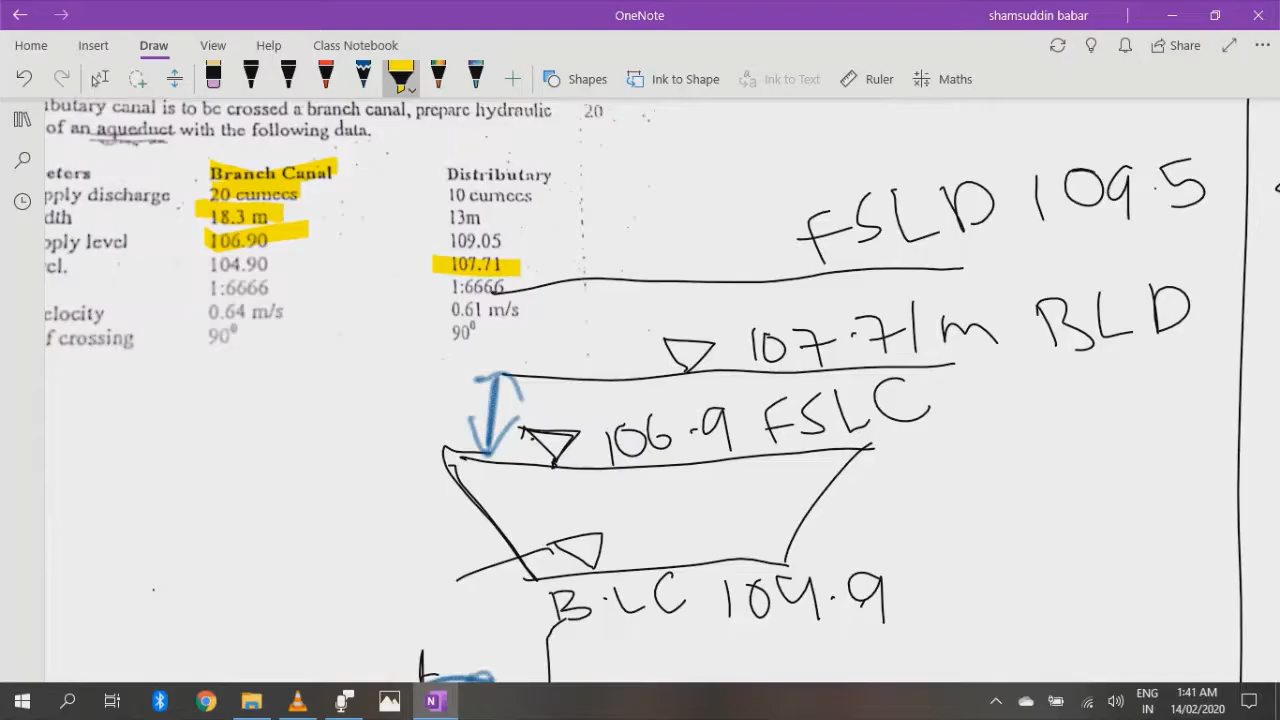 OneNote
shamsuddin babar
Home Insert Draw View Help Class Notebook
Share
Shapes Ink to Shape Ink to Text Ruler Maths
ibutary canal is to be crossed a branch canal, prepare hydraulic 20
of an aqueduct with the following data.
eters Branch Canal Distributary
pply discharge 20 cumecs 10 cumecs
dth 18.3 m 13m
pply level 106.90 109.05
vel. 104.90 107.71
1:6666 1:6666
elocity 0.64 m/s 0.61 m/s
f crossing 90⁰ 90⁰
FSLD 109.5
107.71m BLD
106.9 FSLC
B.LC 104.9
ENG
IN
1:41 AM
14/02/2020